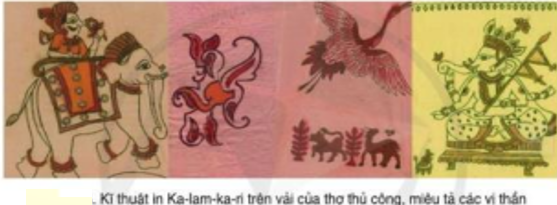 . Kĩ thuật in Ka-lam-ka-ri trên vải của thợ thủ công, miêu tả các vị thần